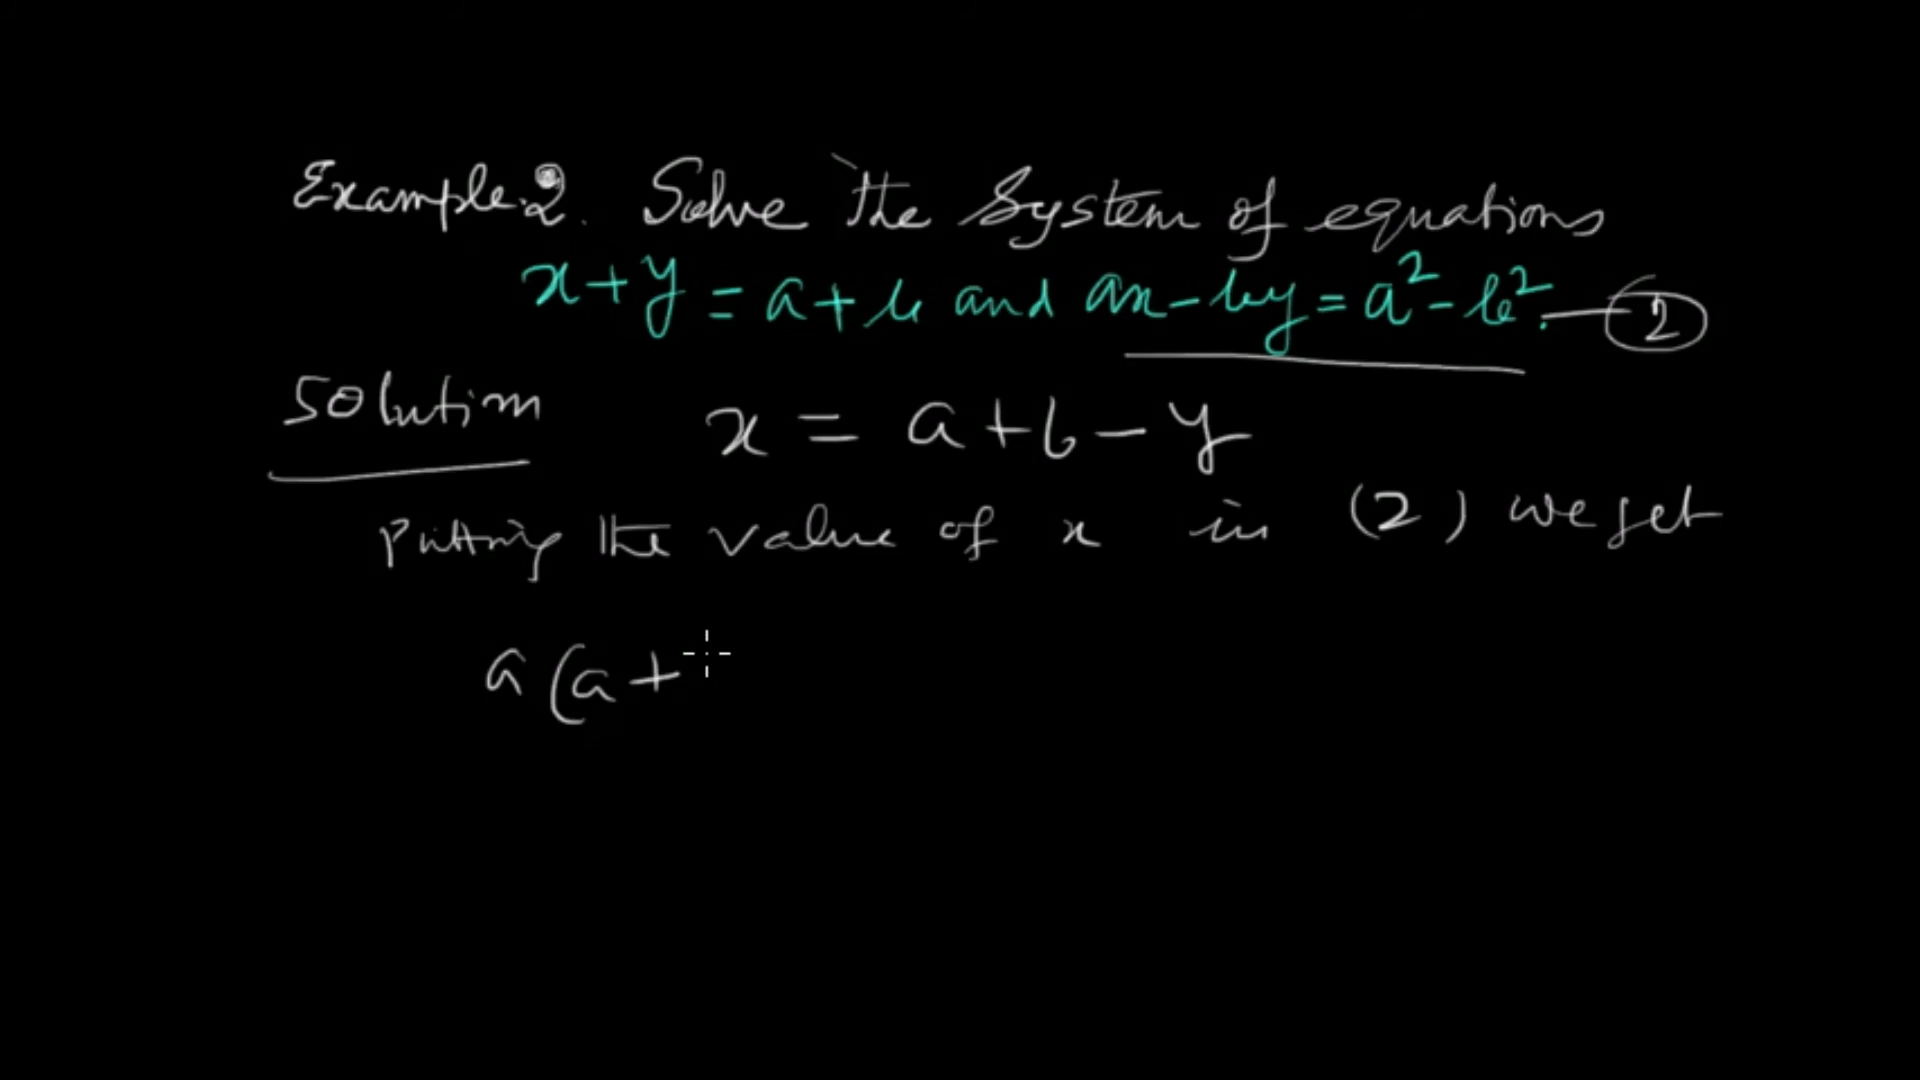 Example.2. Solve the System of equations
x+y = a+b and ax-by = a²-b². — 2
Solution x = a+b-y
Putting the value of x in (2) we get
a(a+